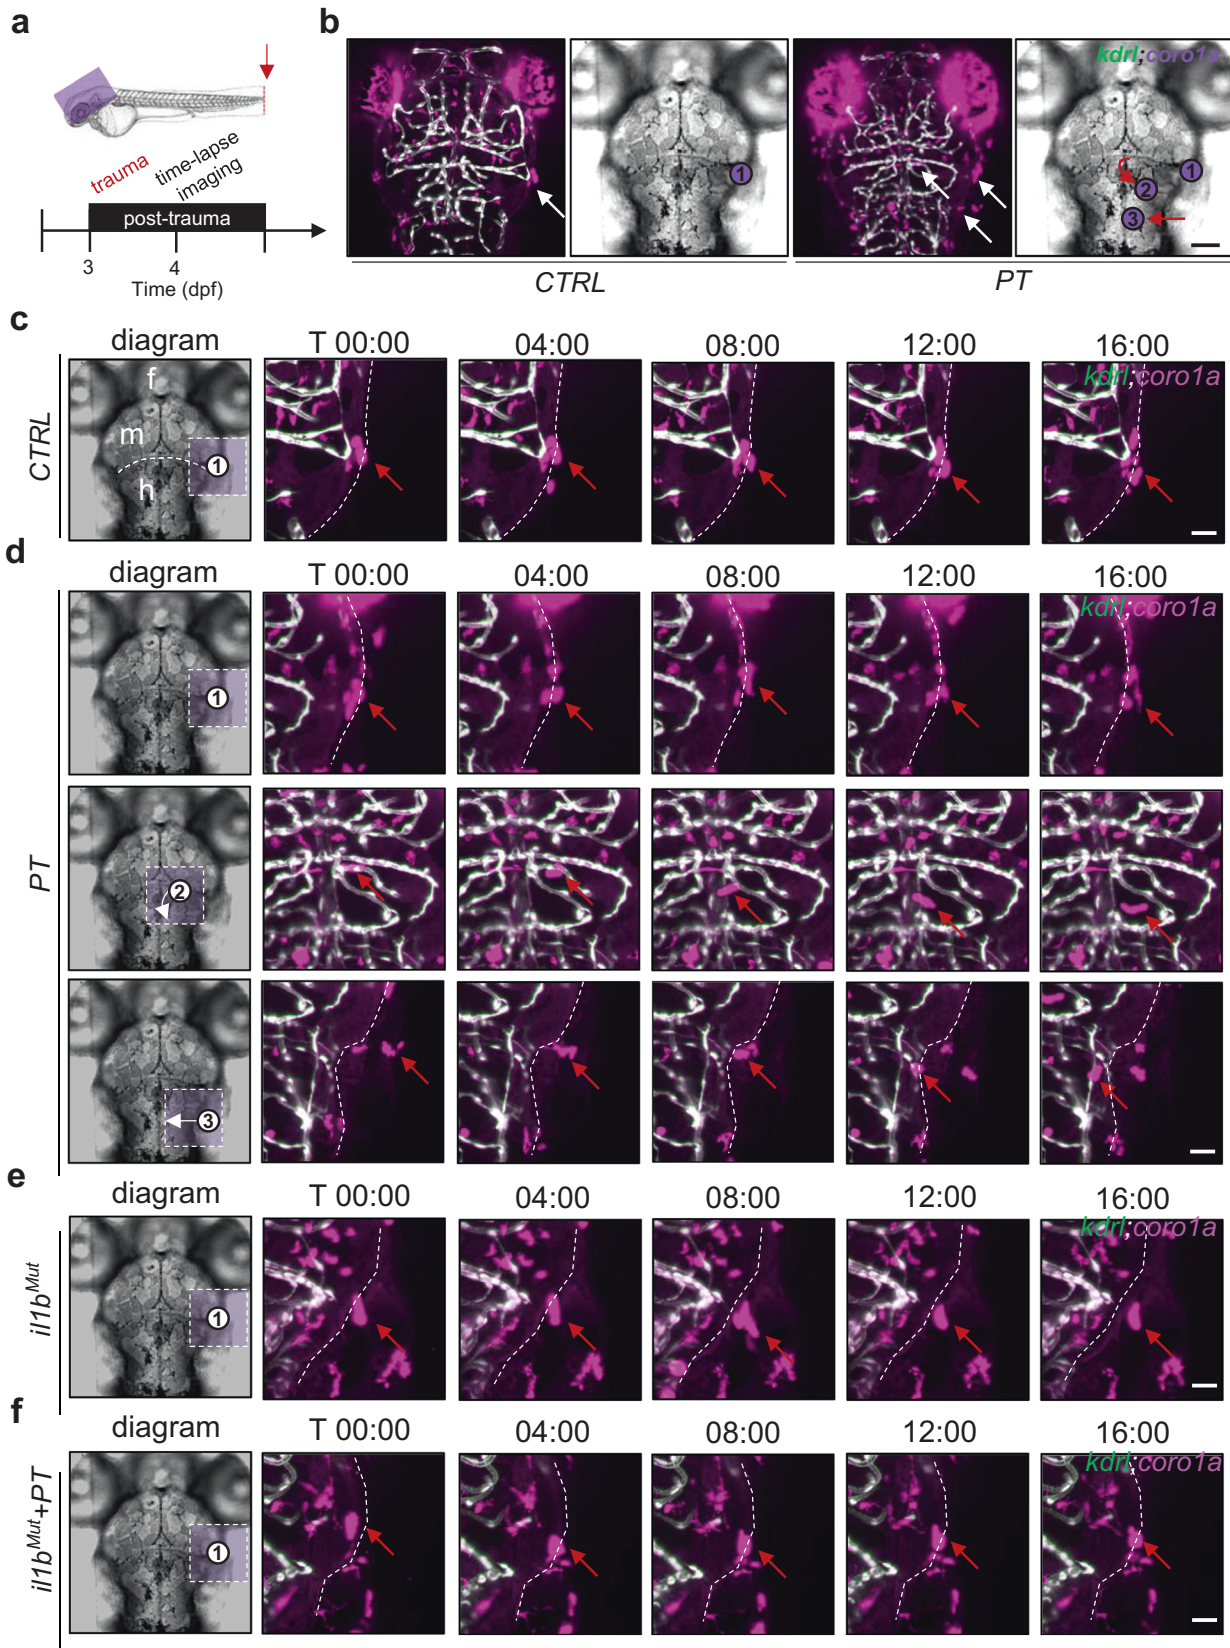 a
trauma
time-lapse
imaging
post-trauma
3
4
Time (dpf)
b
kdrl;coro1a
1
1
2
3
CTRL
PT
c
diagram
T 00:00
04:00
08:00
12:00
16:00
CTRL
f
m
h
1
kdrl;coro1a
d
diagram
T 00:00
04:00
08:00
12:00
16:00
PT
1
kdrl;coro1a
2
3
e
diagram
T 00:00
04:00
08:00
12:00
16:00
il1b^Mut
1
kdrl;coro1a
f
diagram
T 00:00
04:00
08:00
12:00
16:00
il1b^Mut+PT
1
kdrl;coro1a